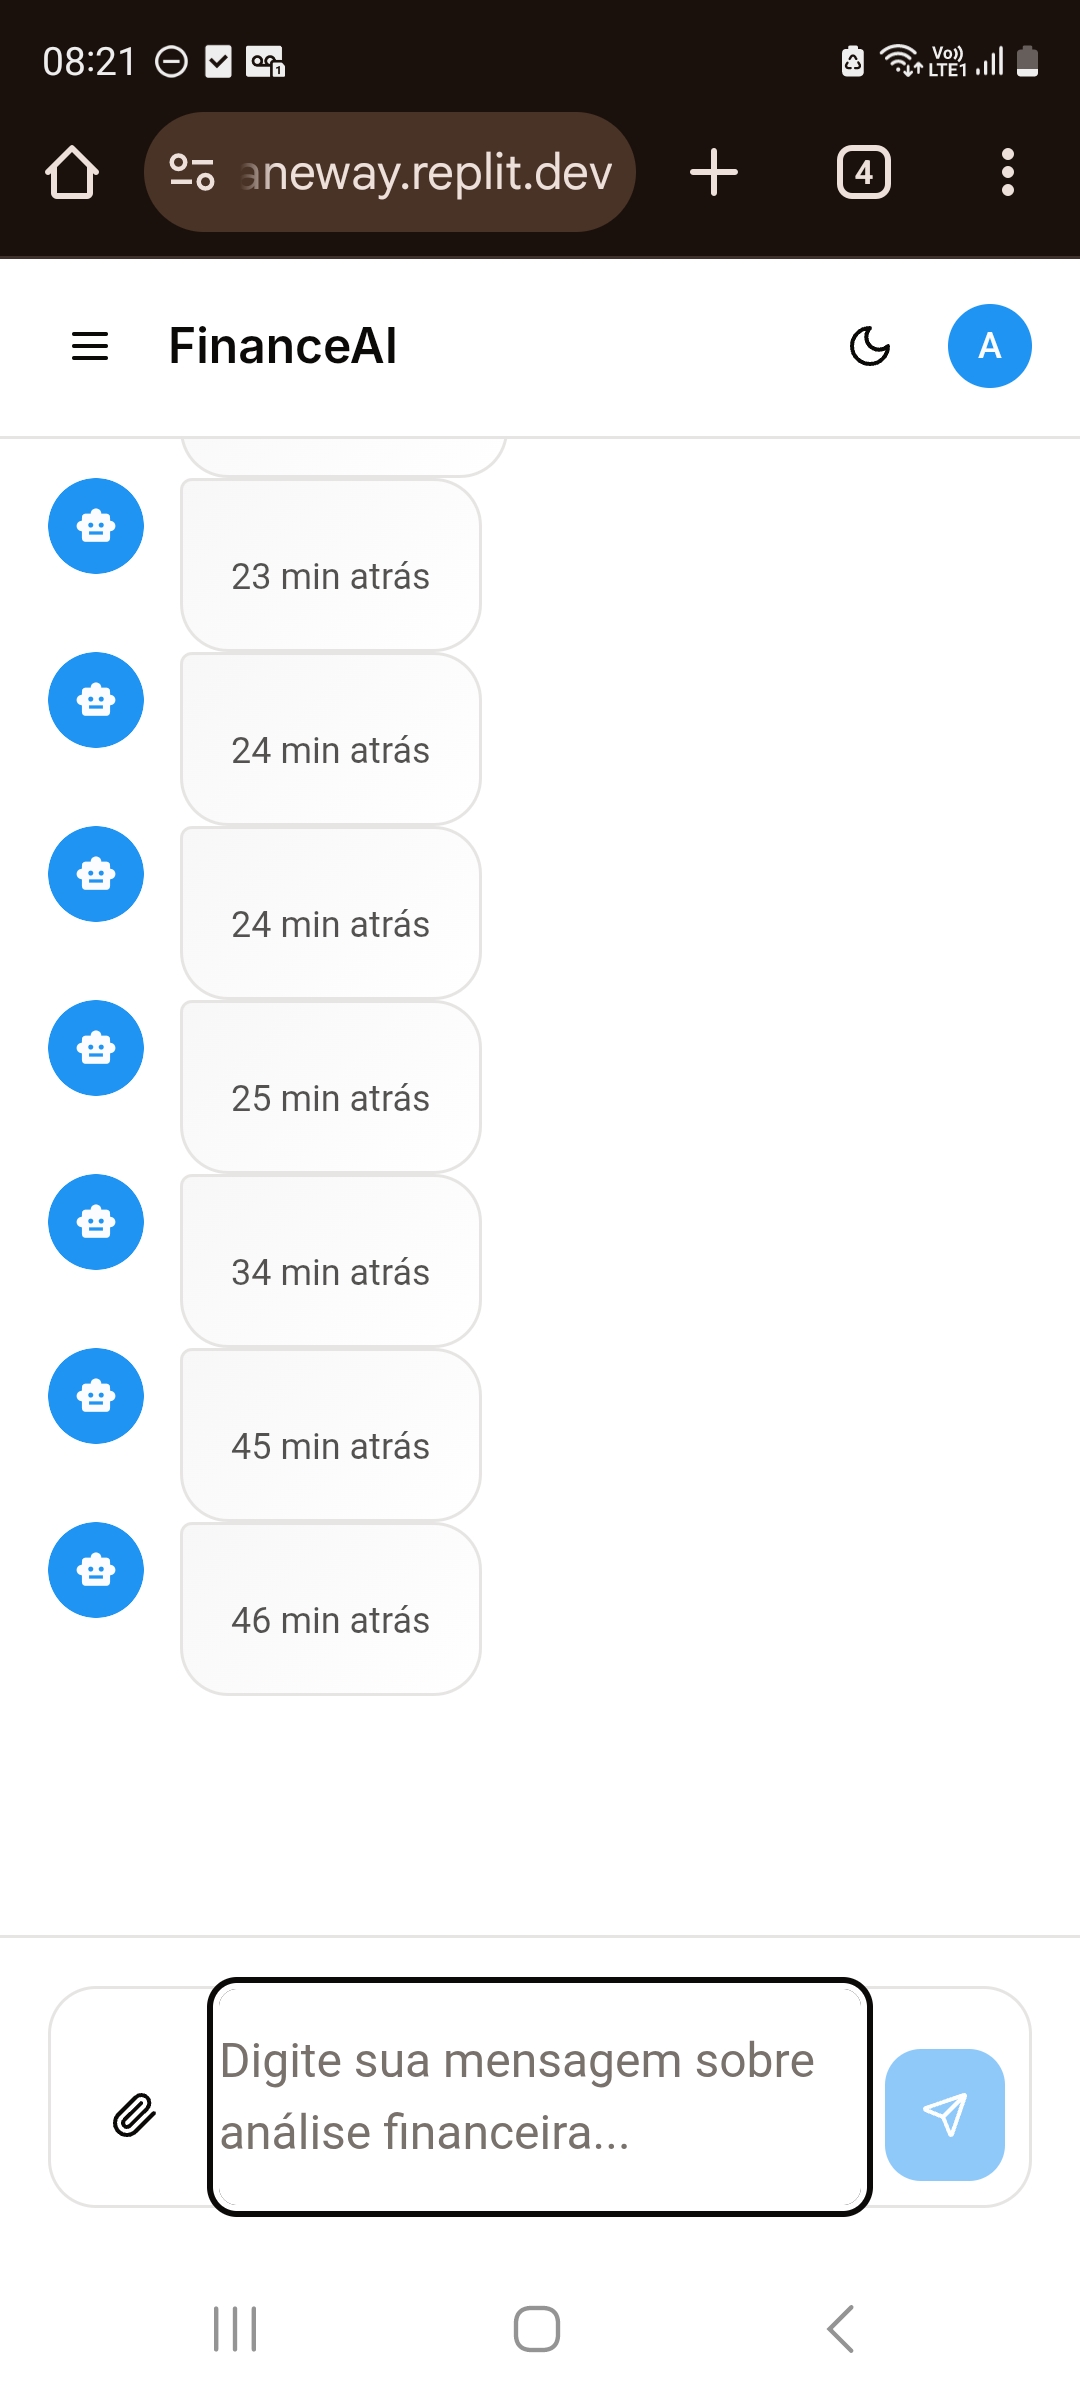 08:21
Vo))
LTE1
1
aneway.replit.dev
4
FinanceAI
A
23 min atrás
24 min atrás
24 min atrás
25 min atrás
34 min atrás
45 min atrás
46 min atrás
Digite sua mensagem sobre
análise financeira...